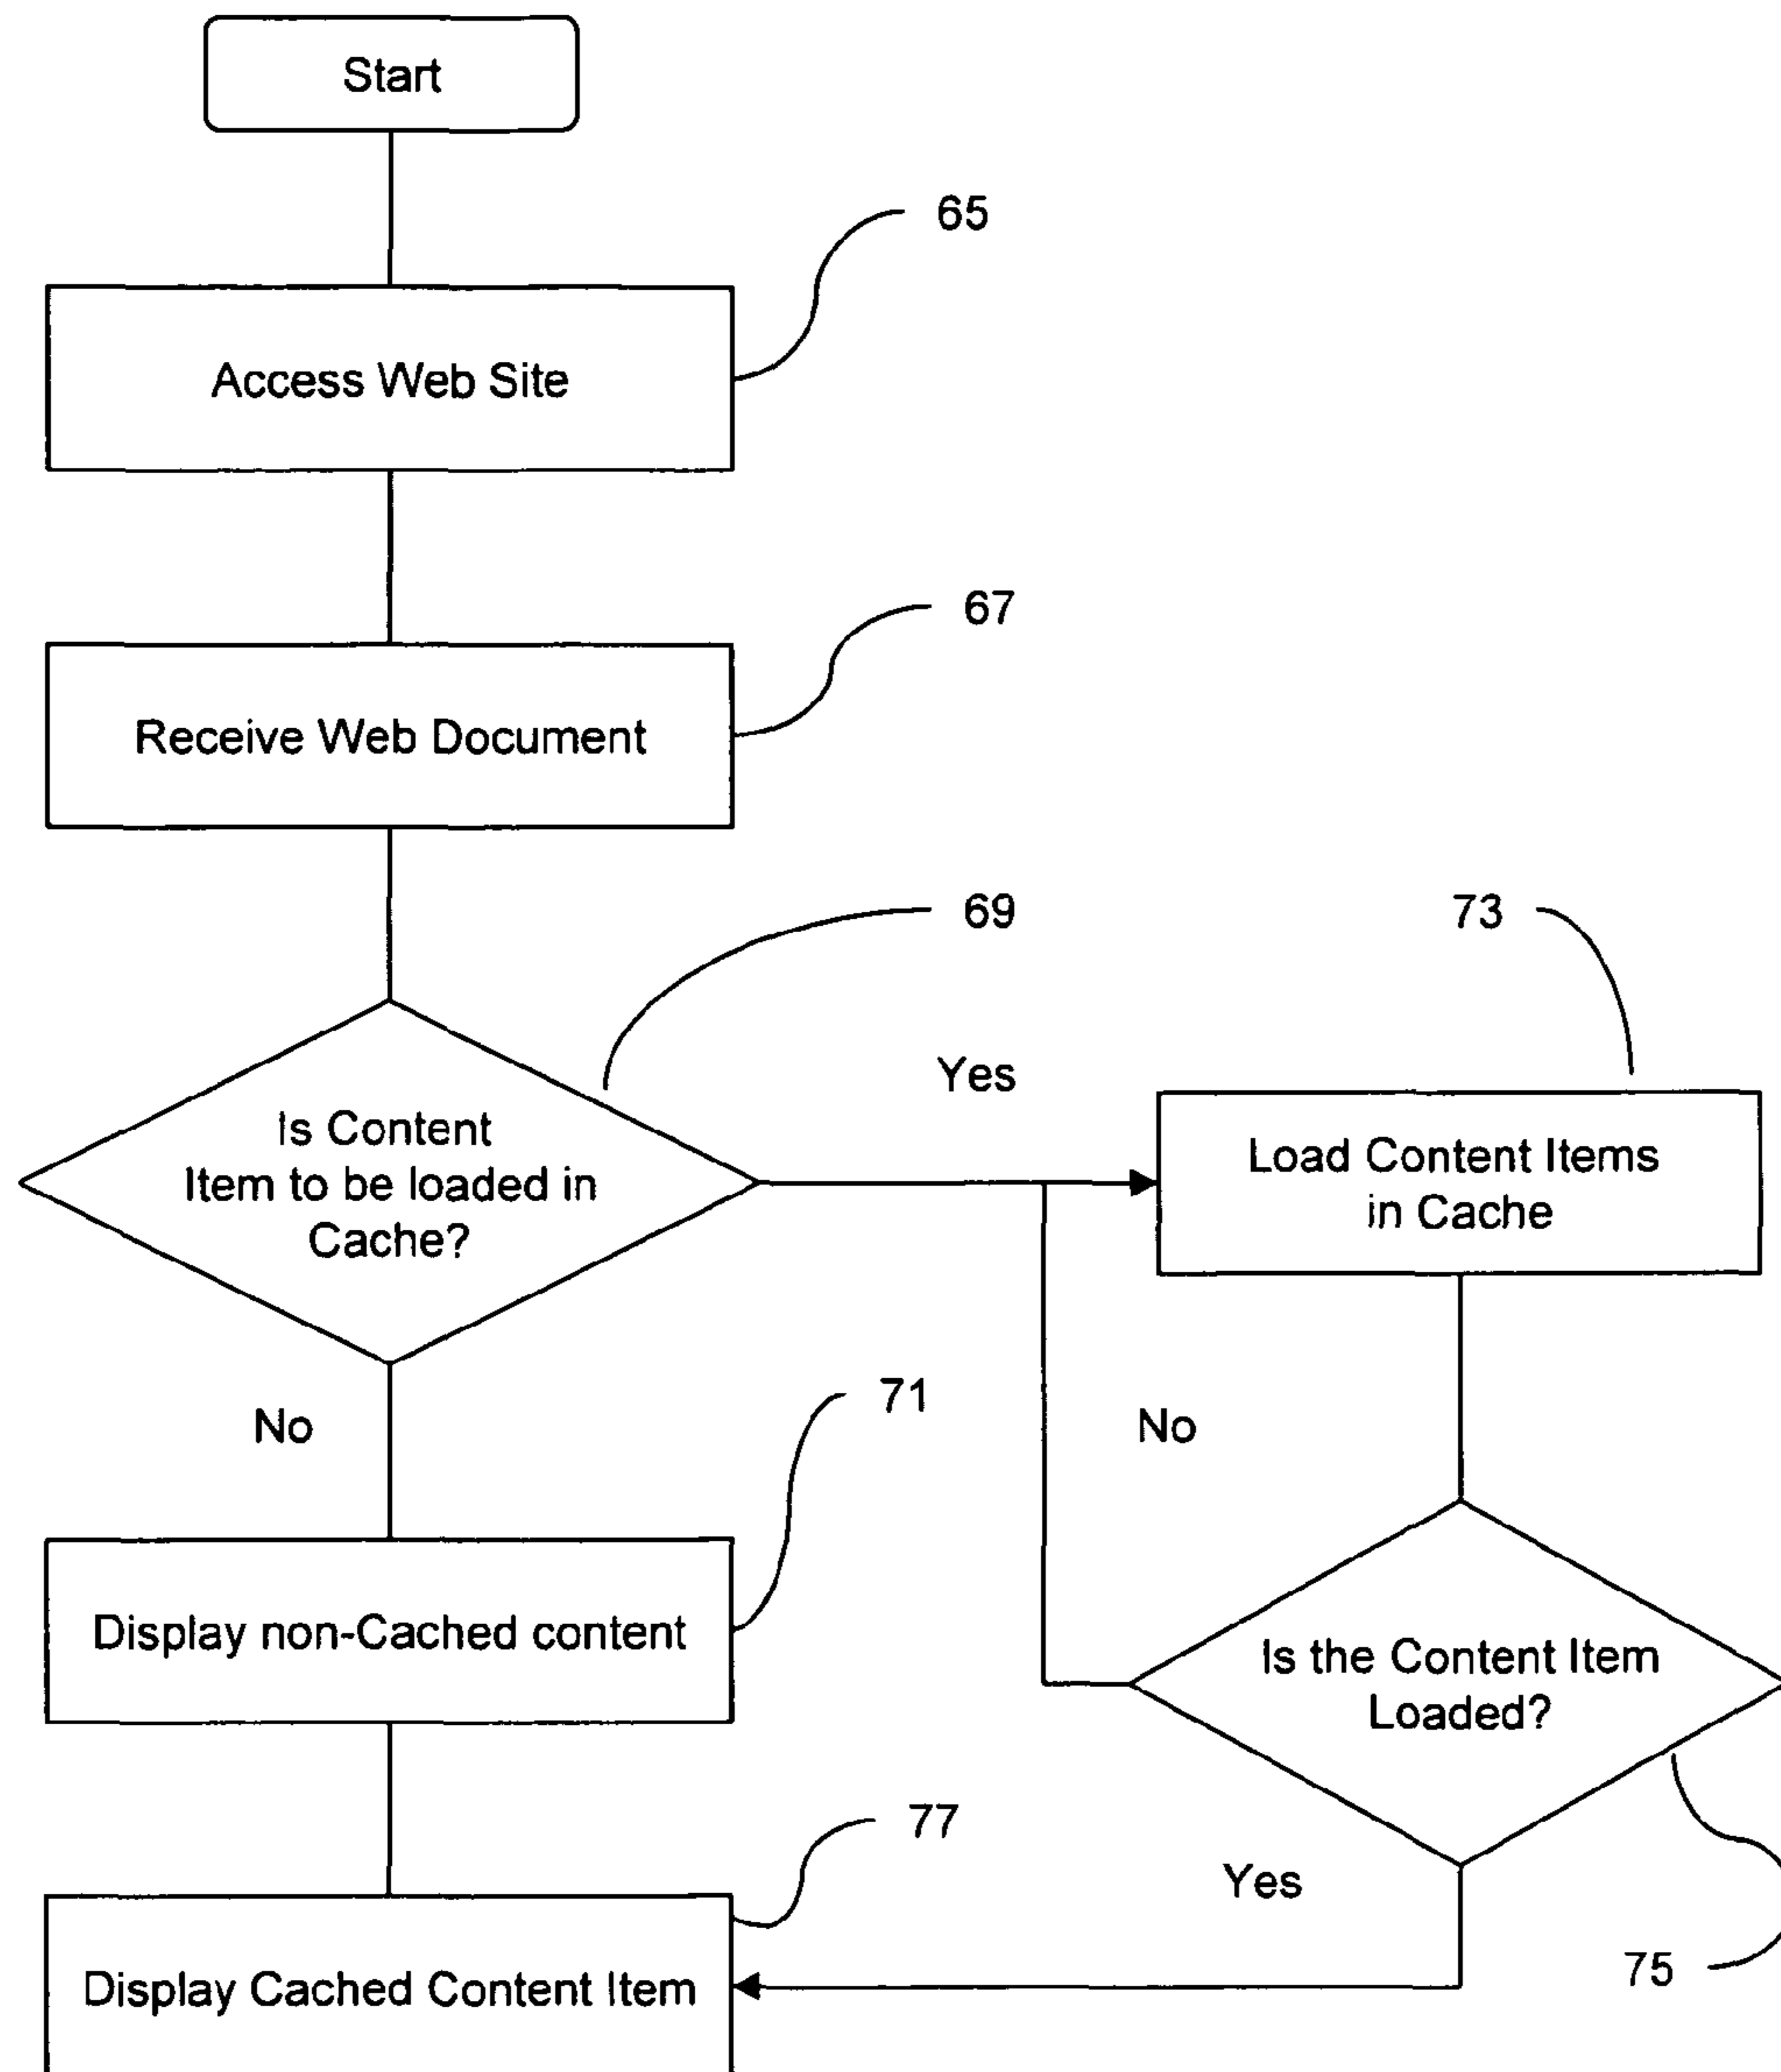 Start
65
Access Web Site
67
Receive Web Document
69
73
Yes
Is Content
Item to be loaded in
Cache?
Load Content Items
in Cache
71
No
No
Display non-Cached content
Is the Content Item
Loaded?
77
Yes
75
Display Cached Content Item